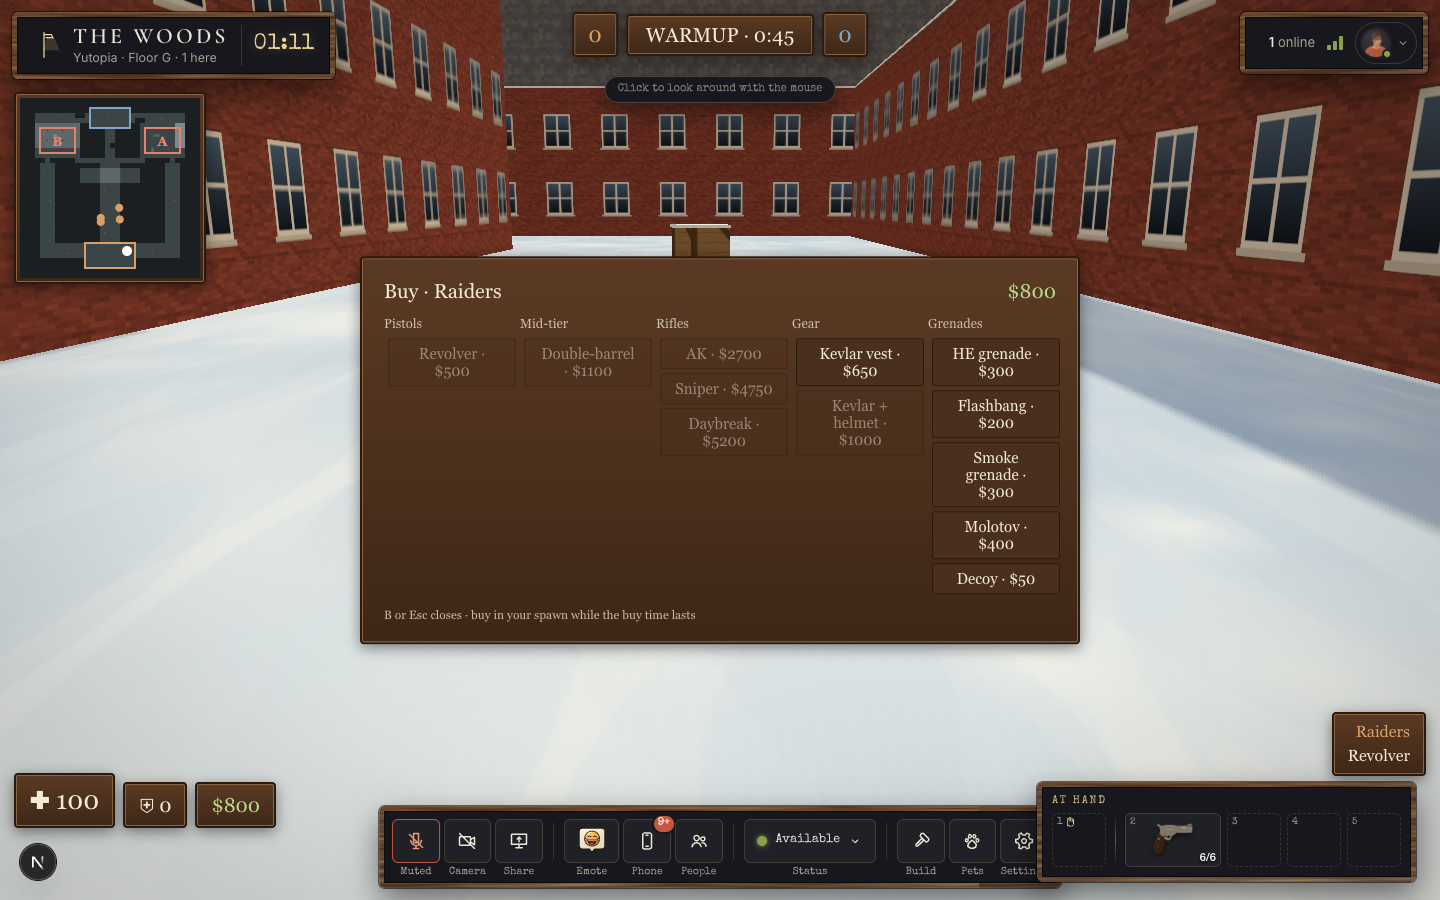 THE WOODS
Yutopia · Floor G · 1 here
01:11
0
WARMUP · 0:45
0
1 online
Click to look around with the mouse
B
A
Buy · Raiders
$800
Pistols
Mid-tier
Rifles
Gear
Grenades
Revolver ·
$500
Double-barrel
· $1100
AK · $2700
Sniper · $4750
Daybreak ·
$5200
Kevlar vest ·
$650
Kevlar +
helmet ·
$1000
HE grenade ·
$300
Flashbang ·
$200
Smoke
grenade ·
$300
Molotov ·
$400
Decoy · $50
B or Esc closes · buy in your spawn while the buy time lasts
Raiders
Revolver
100
0
$800
N
Muted
Camera
Share
Emote
9+
Phone
People
Available
Status
Build
Pets
Settin
AT HAND
1
2
6/6
3
4
5